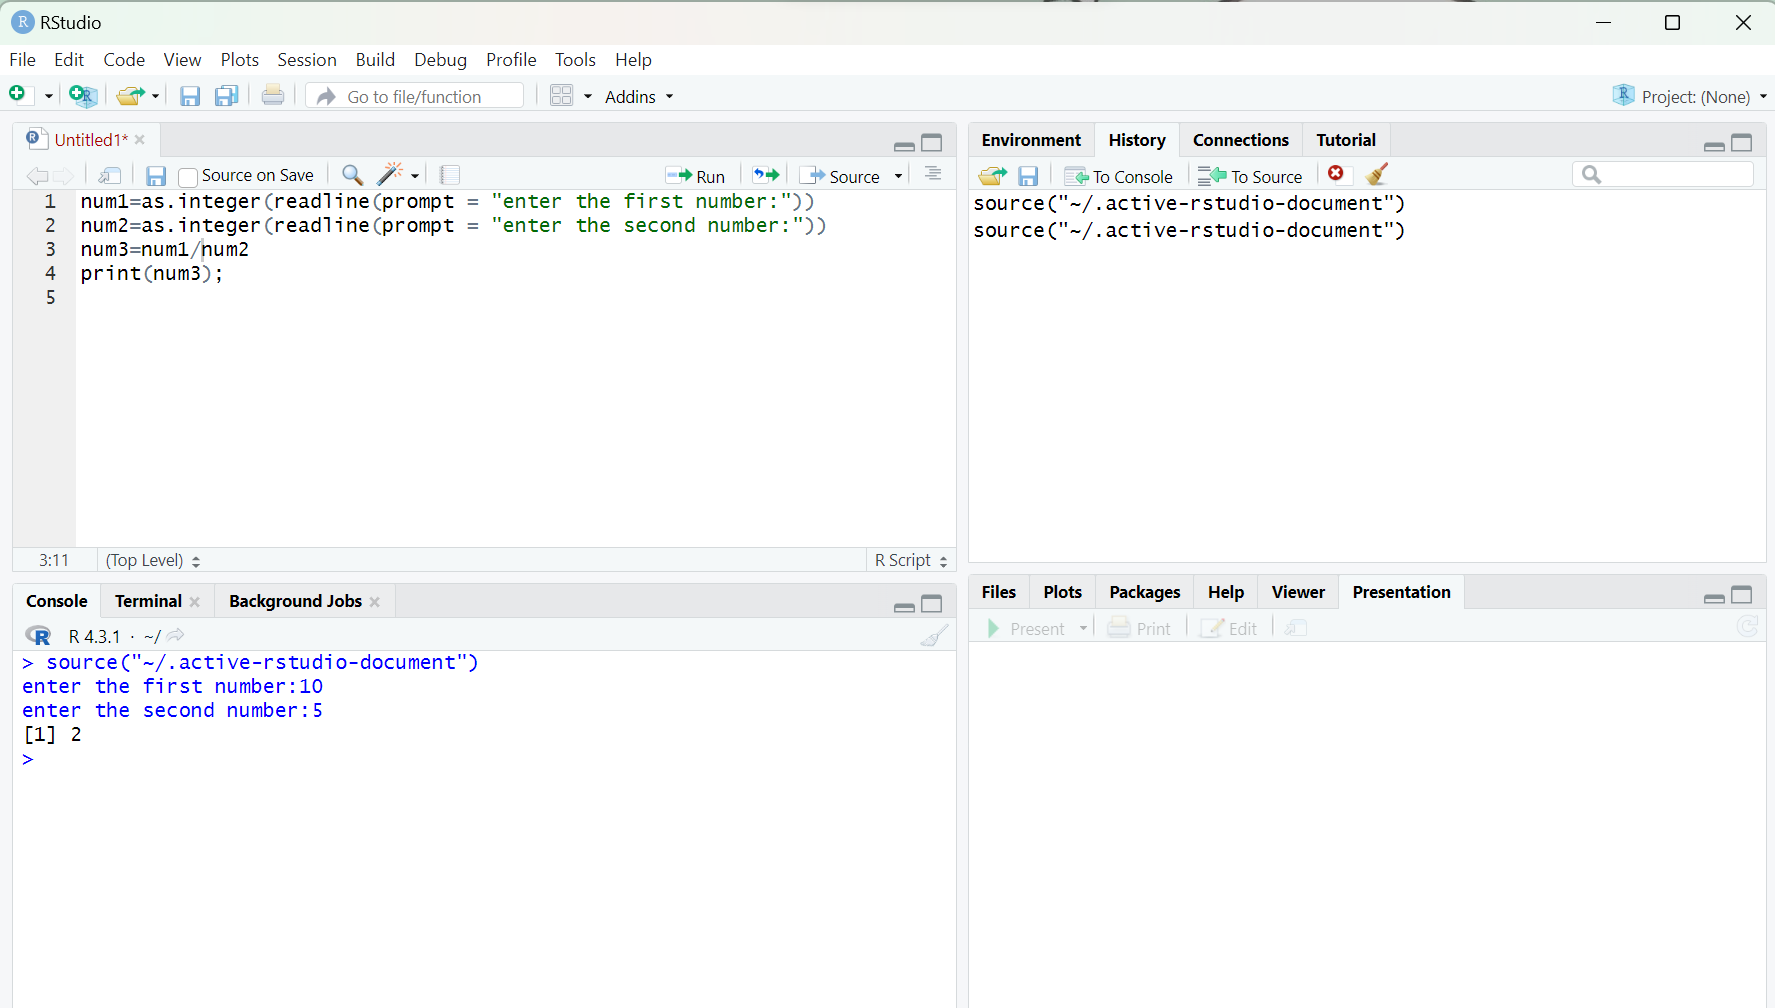 RStudio
File Edit Code View Plots Session Build Debug Profile Tools Help
Go to file/function Addins Project: (None)
Untitled1*
Source on Save Run Source
1 num1=as.integer(readline(prompt = "enter the first number:"))
2 num2=as.integer(readline(prompt = "enter the second number:"))
3 num3=num1/num2
4 print(num3);
5
3:11 (Top Level) R Script
Console Terminal Background Jobs
R 4.3.1 · ~/
> source("~/.active-rstudio-document")
enter the first number:10
enter the second number:5
[1] 2
>
Environment History Connections Tutorial
To Console To Source
source("~/.active-rstudio-document")
source("~/.active-rstudio-document")
Files Plots Packages Help Viewer Presentation
Present Print Edit